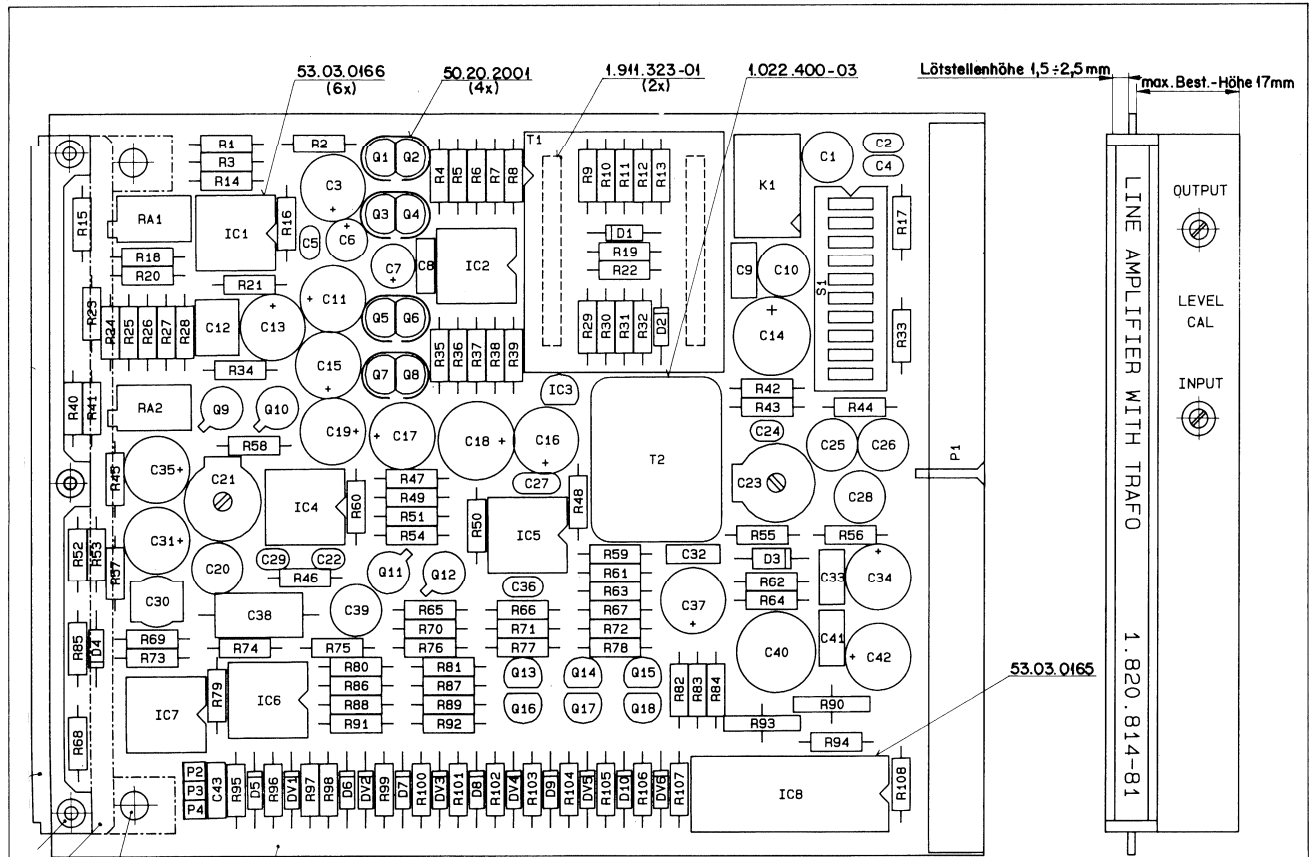 53.03.0166
(6x)
50.20.2001
(4x)
1.911.323-01
(2x)
1.022.400-03
Lötstellenhöhe 1,5÷2,5mm
max.Best.-Höhe 17mm
R1
R2
R3
R14
Q1 Q2
C3
R4 R5 R6 R7 R8
T1
R9 R10 R11 R12 R13
K1
C1
C2
C4
R15
RA1
IC1
R16
C5
C6
Q3 Q4
C7
C8
IC2
D1
R19
R22
C9
C10
S1
R17
R18
R20
R21
R23
R24 R25 R26 R27 R28
C12
C13
C11
Q5 Q6
R35 R36 R37 R38 R39
R29 R30 R31 R32 D2
C14
R33
R34
C15
Q7 Q8
IC3
R42
R43
R44
R40 R41
RA2
Q9
Q10
C19
C17
C18
C16
C24
C25
C26
R58
T2
P1
C35
R45
C21
IC4
R60
R47
R49
R51
R54
C27
R48
R50
IC5
C23
C28
R52 R53
R57
C31
C20
C29
C22
R46
Q11
Q12
R59
C32
R55
R56
D3
R61
R62
R63
R64
C33
C34
C30
C38
C39
C36
R65
R66
R67
C37
R70
R71
R72
R76
R77
R78
C40
C41
C42
R69
R73
R74
R75
R85
D4
R80
R81
R86
R87
R88
R89
R91
R92
Q13
Q14
Q15
Q16
Q17
Q18
R82 R83 R84
R90
R93
R94
53.03.0165
IC7
R79
IC6
R68
P2
P3
P4
C43 R95 D5 R96 DV1 R97 R98 D6 DV2 R99 D7 R100 DV3 R101 D8 R102 DV4 R103 D9 R104 DV5 R105 D10 R106 DV6 R107
IC8
R108
LINE AMPLIFIER WITH TRAFO
1.820.814-81
OUTPUT
LEVEL
CAL
INPUT